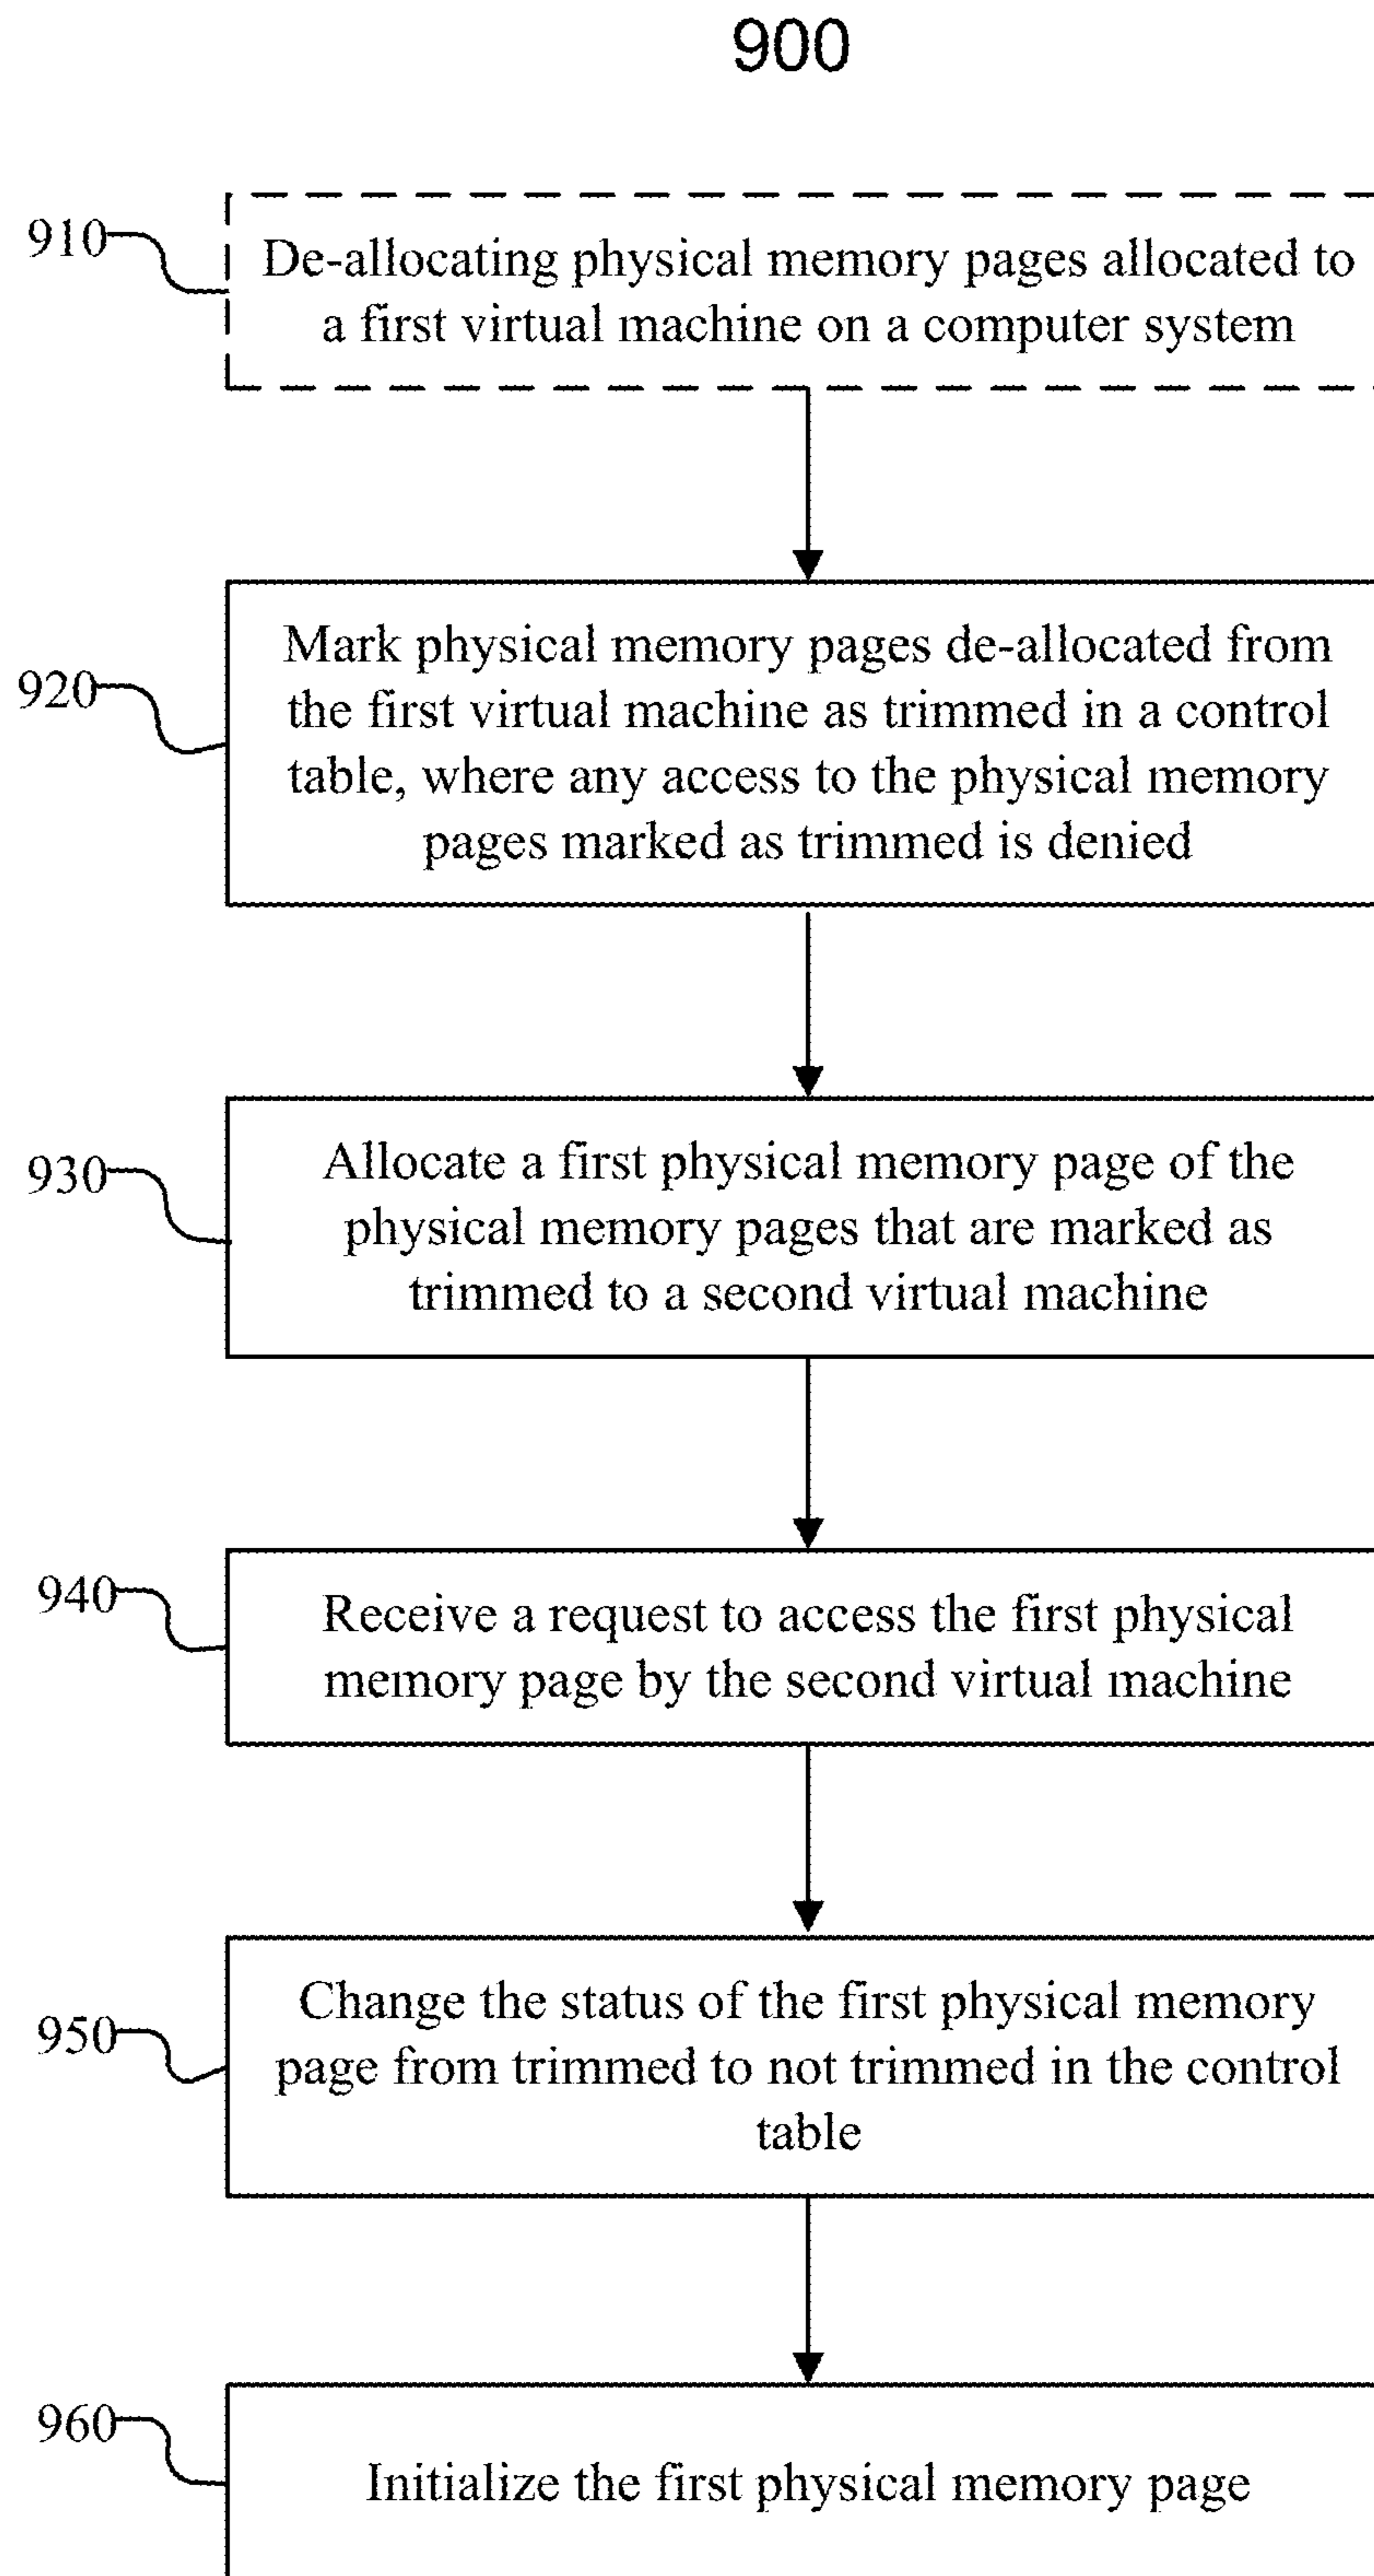 900
910
De-allocating physical memory pages allocated to
a first virtual machine on a computer system
920
Mark physical memory pages de-allocated from
the first virtual machine as trimmed in a control
table, where any access to the physical memory
pages marked as trimmed is denied
930
Allocate a first physical memory page of the
physical memory pages that are marked as
trimmed to a second virtual machine
940
Receive a request to access the first physical
memory page by the second virtual machine
950
Change the status of the first physical memory
page from trimmed to not trimmed in the control
table
960
Initialize the first physical memory page